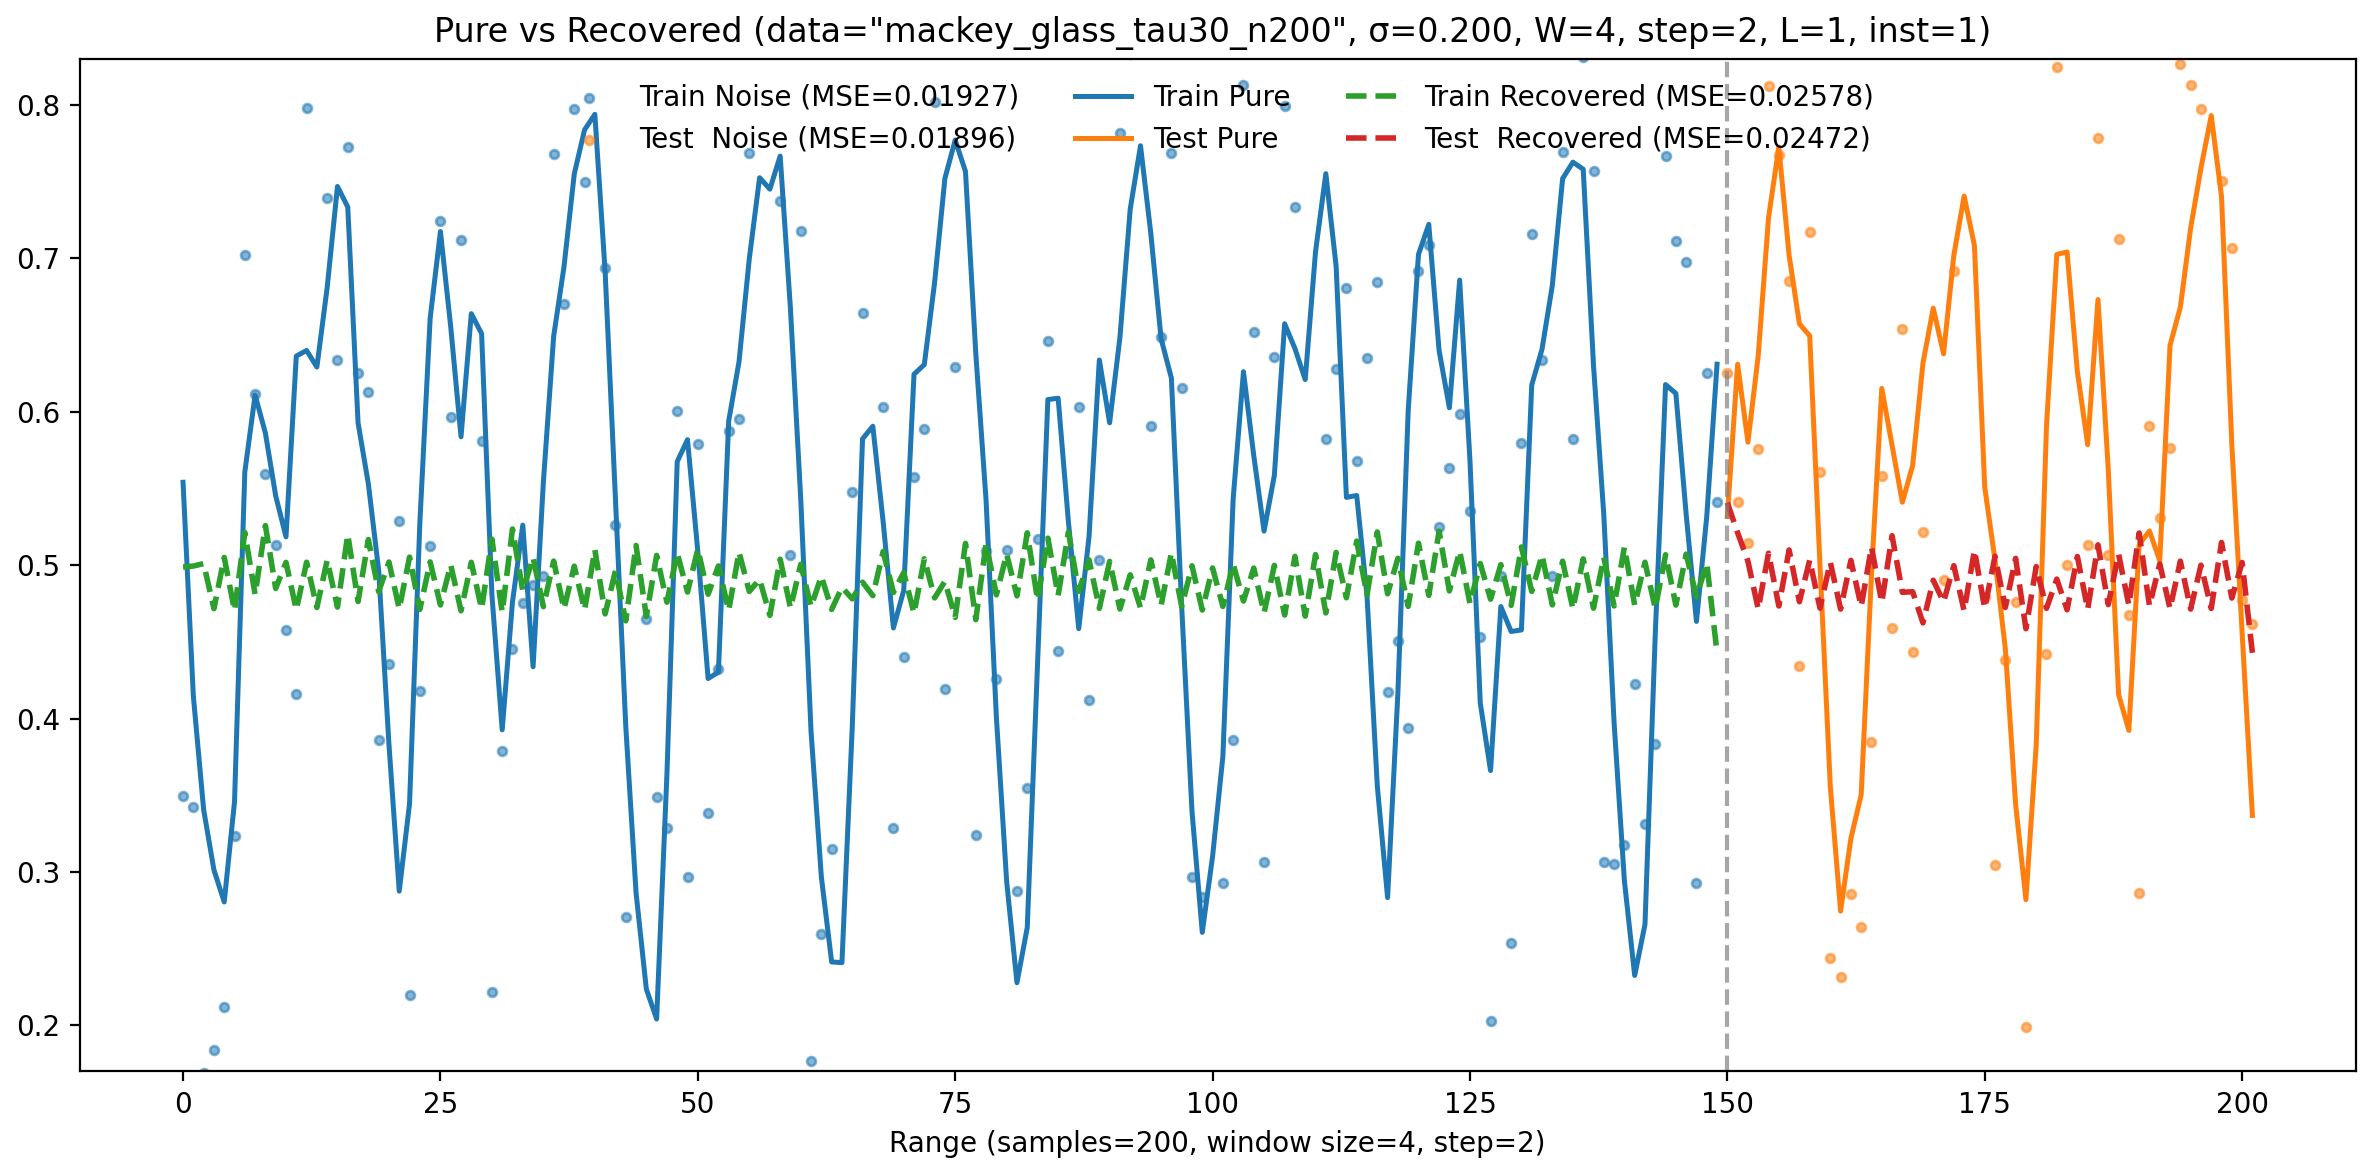 Pure vs Recovered (data="mackey_glass_tau30_n200", σ=0.200, W=4, step=2, L=1, inst=1)
Train Noise (MSE=0.01927) Train Pure Train Recovered (MSE=0.02578)
Test  Noise (MSE=0.01896) Test Pure Test  Recovered (MSE=0.02472)
0.8
0.7
0.6
0.5
0.4
0.3
0.2
0 25 50 75 100 125 150 175 200
Range (samples=200, window size=4, step=2)